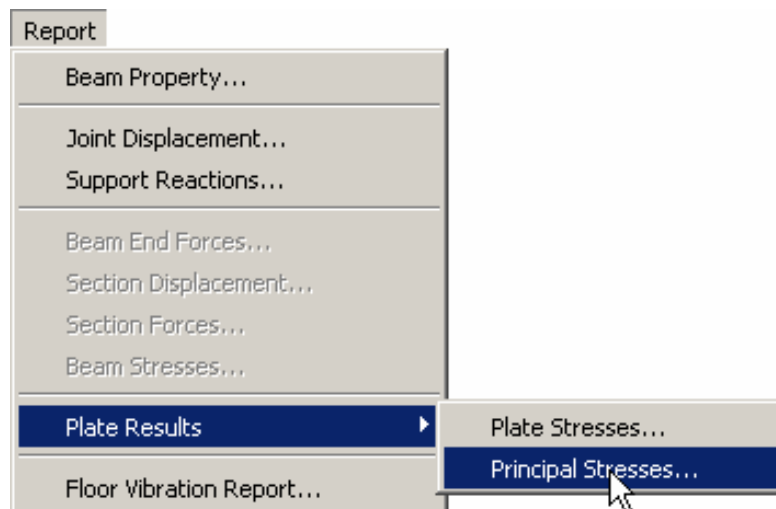 Report
Beam Property...
Joint Displacement...
Support Reactions...
Beam End Forces...
Section Displacement...
Section Forces...
Beam Stresses...
Plate Results
Plate Stresses...
Principal Stresses...
Floor Vibration Report...